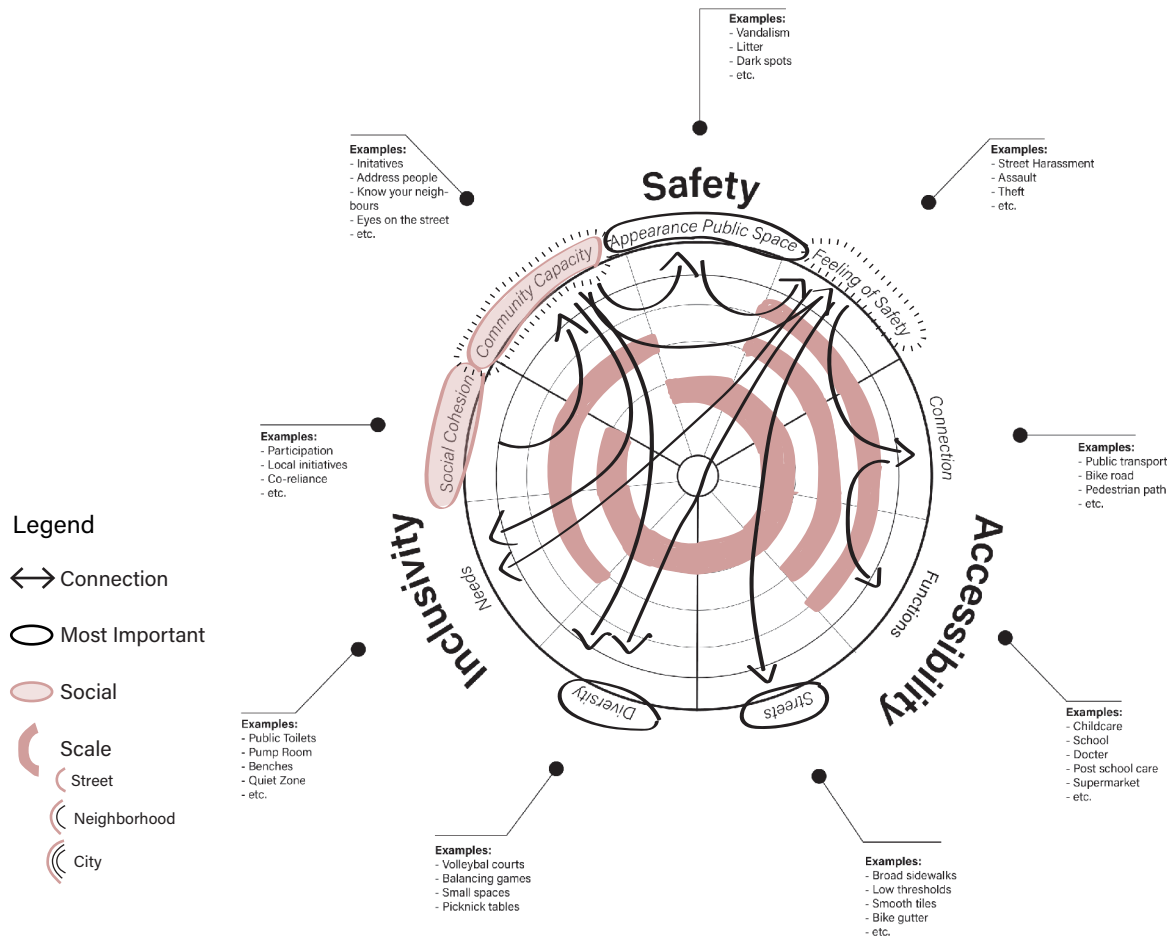 Examples:
- Vandalism
- Litter
- Dark spots
- etc.
Examples:
- Initatives
- Address people
- Know your neigh-
bours
- Eyes on the street
- etc.
Examples:
- Street Harassment
- Assault
- Theft
- etc.
Safety
Appearance Public Space
Community Capacity
Feeling of Safety
Social Cohesion
Connection
Examples:
- Participation
- Local initiatives
- Co-reliance
- etc.
Examples:
- Public transport
- Bike road
- Pedestrian path
- etc.
Inclusivity
Needs
Accessibility
Functions
Diversity
Streets
Legend
Connection
Most Important
Social
Scale
Street
Neighborhood
City
Examples:
- Public Toilets
- Pump Room
- Benches
- Quiet Zone
- etc.
Examples:
- Childcare
- School
- Docter
- Post school care
- Supermarket
- etc.
Examples:
- Volleybal courts
- Balancing games
- Small spaces
- Picknick tables
Examples:
- Broad sidewalks
- Low thresholds
- Smooth tiles
- Bike gutter
- etc.